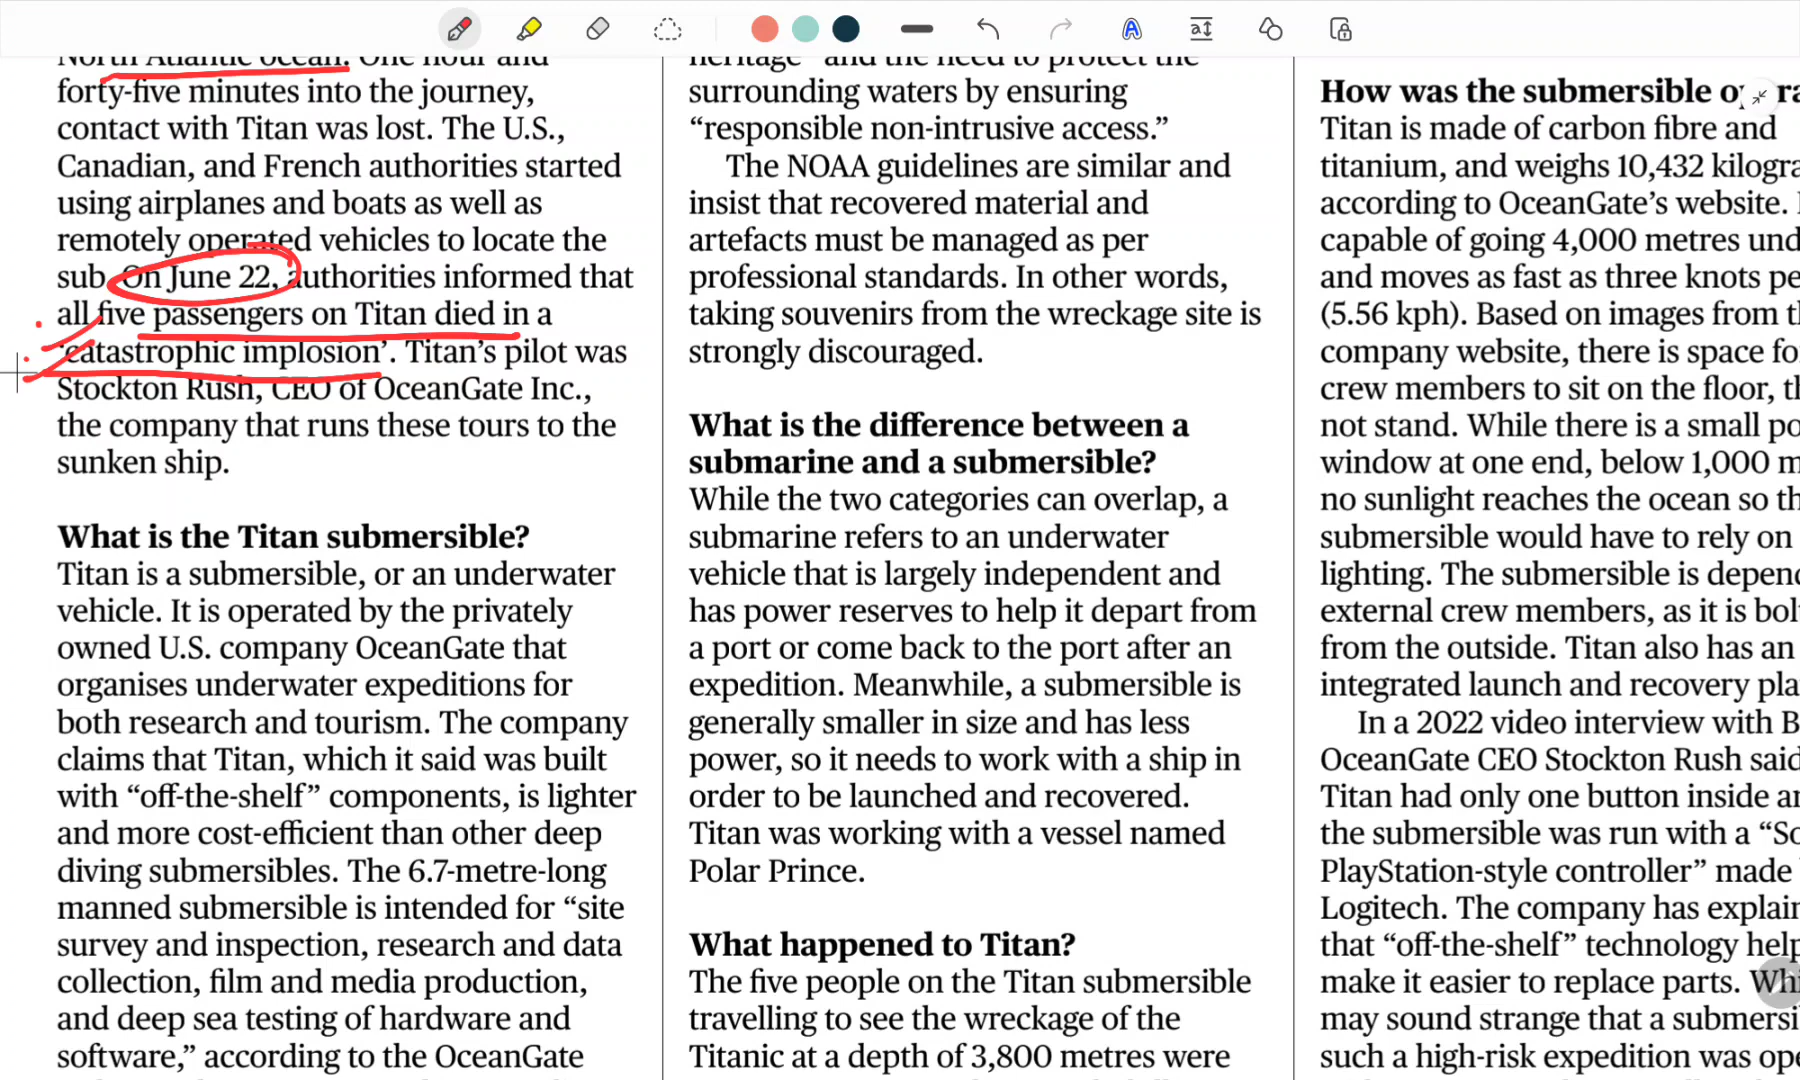 North Atlantic ocean. One hour and
forty-five minutes into the journey,
contact with Titan was lost. The U.S.,
Canadian, and French authorities started
using airplanes and boats as well as
remotely operated vehicles to locate the
sub. On June 22, authorities informed that
all five passengers on Titan died in a
‘catastrophic implosion’. Titan’s pilot was
Stockton Rush, CEO of OceanGate Inc.,
the company that runs these tours to the
sunken ship.
What is the Titan submersible?
Titan is a submersible, or an underwater
vehicle. It is operated by the privately
owned U.S. company OceanGate that
organises underwater expeditions for
both research and tourism. The company
claims that Titan, which it said was built
with “off-the-shelf” components, is lighter
and more cost-efficient than other deep
diving submersibles. The 6.7-metre-long
manned submersible is intended for “site
survey and inspection, research and data
collection, film and media production,
and deep sea testing of hardware and
software,” according to the OceanGate
heritage” and the need to protect the
surrounding waters by ensuring
“responsible non-intrusive access.”
The NOAA guidelines are similar and
insist that recovered material and
artefacts must be managed as per
professional standards. In other words,
taking souvenirs from the wreckage site is
strongly discouraged.
What is the difference between a
submarine and a submersible?
While the two categories can overlap, a
submarine refers to an underwater
vehicle that is largely independent and
has power reserves to help it depart from
a port or come back to the port after an
expedition. Meanwhile, a submersible is
generally smaller in size and has less
power, so it needs to work with a ship in
order to be launched and recovered.
Titan was working with a vessel named
Polar Prince.
What happened to Titan?
The five people on the Titan submersible
travelling to see the wreckage of the
Titanic at a depth of 3,800 metres were
How was the submersible
Titan is made of carbon fibre and
titanium, and weighs 10,432 kilogra
according to OceanGate’s website.
capable of going 4,000 metres und
and moves as fast as three knots pe
(5.56 kph). Based on images from t
company website, there is space fo
crew members to sit on the floor, th
not stand. While there is a small po
window at one end, below 1,000 m
no sunlight reaches the ocean so th
submersible would have to rely on
lighting. The submersible is depend
external crew members, as it is bol
from the outside. Titan also has an
integrated launch and recovery pla
In a 2022 video interview with B
OceanGate CEO Stockton Rush said
Titan had only one button inside a
the submersible was run with a “So
PlayStation-style controller” made
Logitech. The company has explain
that “off-the-shelf” technology help
make it easier to replace parts. Whi
may sound strange that a submersi
such a high-risk expedition was ope